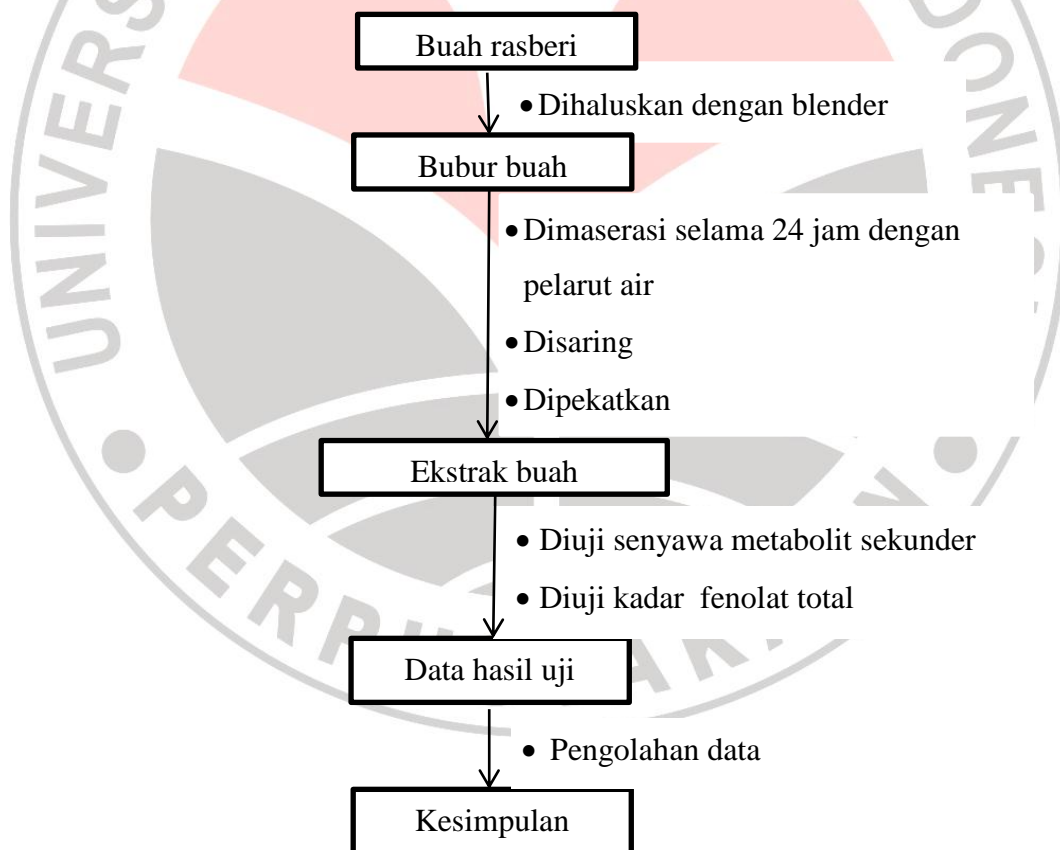 Buah rasberi
• Dihaluskan dengan blender
Bubur buah
• Dimaserasi selama 24 jam dengan
pelarut air
• Disaring
• Dipekatkan
Ekstrak buah
• Diuji senyawa metabolit sekunder
• Diuji kadar fenolat total
Data hasil uji
• Pengolahan data
Kesimpulan